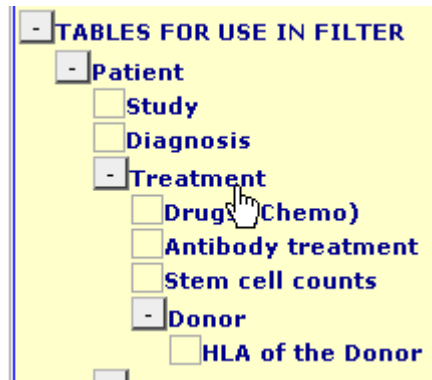 TABLES FOR USE IN FILTER
Patient
Study
Diagnosis
Treatment
Drugs (Chemo)
Antibody treatment
Stem cell counts
Donor
HLA of the Donor